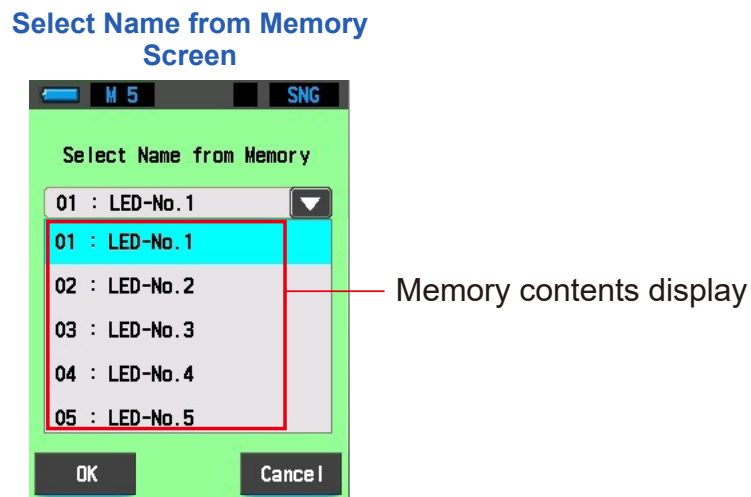 Select Name from Memory
Screen
M 5
SNG
Select Name from Memory
01 : LED-No.1
01 : LED-No.1
02 : LED-No.2
03 : LED-No.3
04 : LED-No.4
05 : LED-No.5
Memory contents display
OK
Cancel